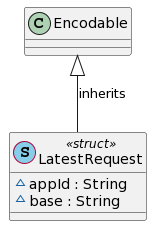 C Encodable
inherits
«struct»
S LatestRequest
~ appId : String
~ base : String